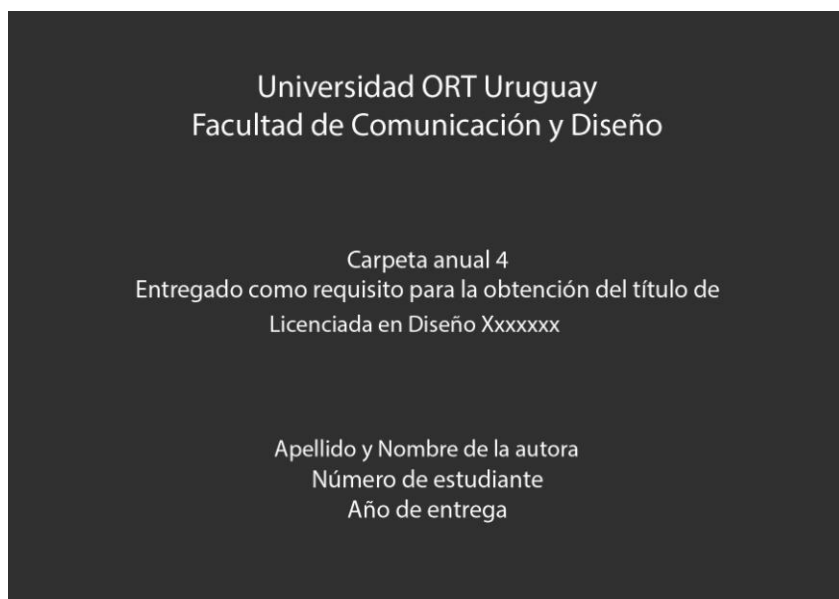 Universidad ORT Uruguay
Facultad de Comunicación y Diseño
Carpeta anual 4
Entregado como requisito para la obtención del título de
Licenciada en Diseño Xxxxxxx
Apellido y Nombre de la autora
Número de estudiante
Año de entrega